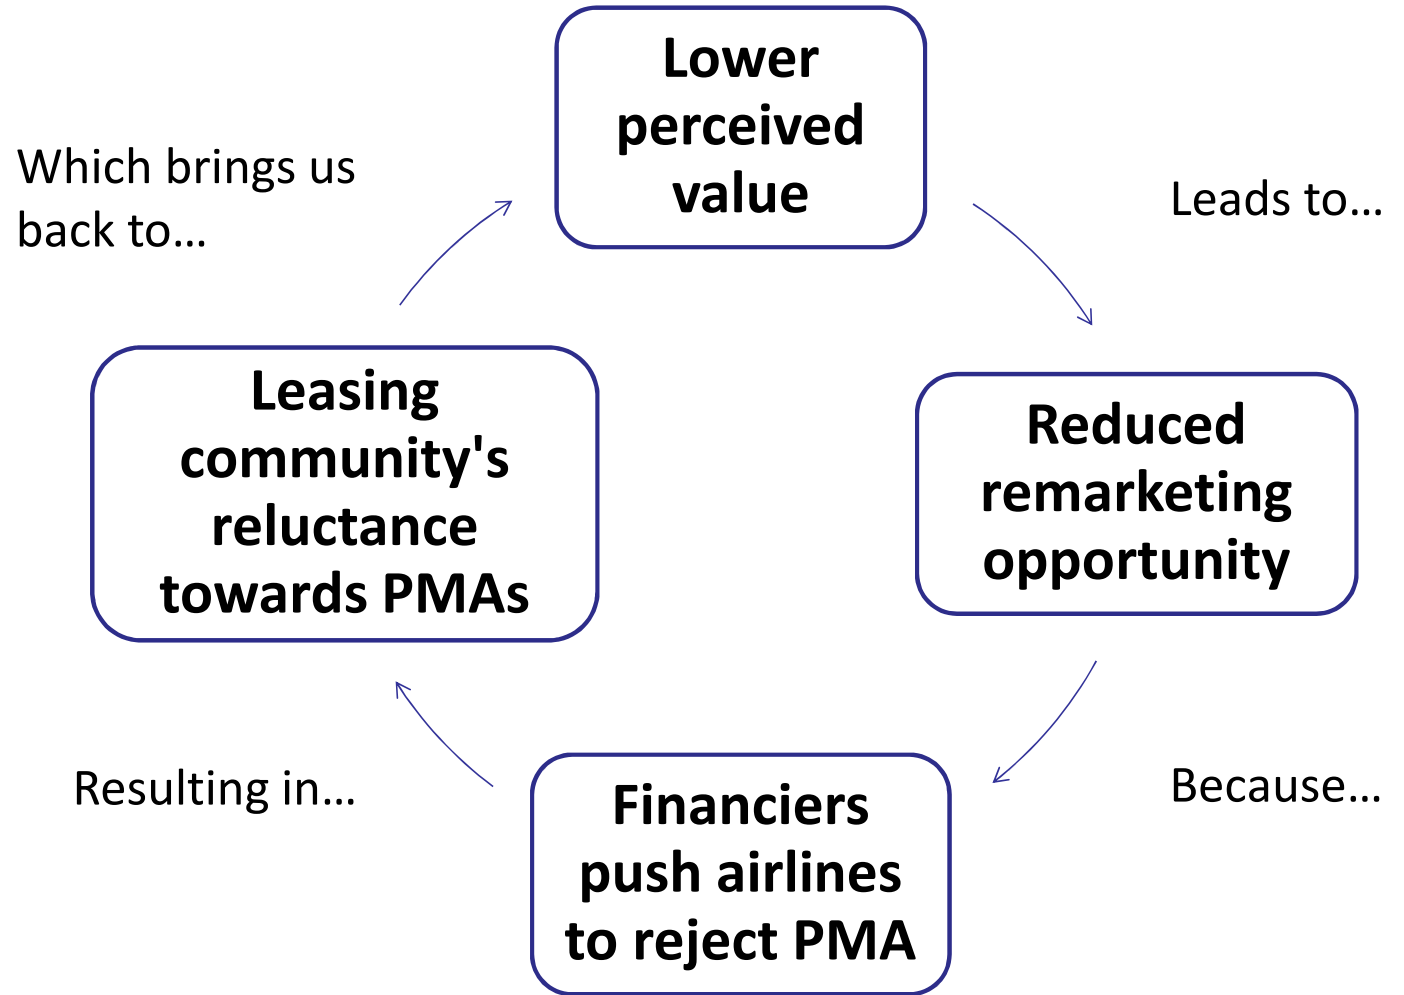 Lower
perceived
value
Leads to…
Reduced
remarketing
opportunity
Because…
Financiers
push airlines
to reject PMA
Resulting in…
Leasing
community's
reluctance
towards PMAs
Which brings us
back to…